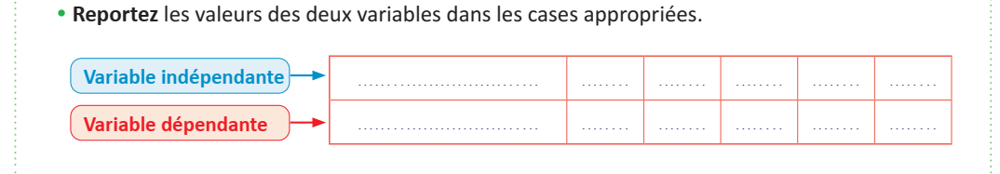 • Reportez les valeurs des deux variables dans les cases appropriées.
Variable indépendante ............................. ........ ........ ........ ........ ........
Variable dépendante ............................. ........ ........ ........ ........ ........